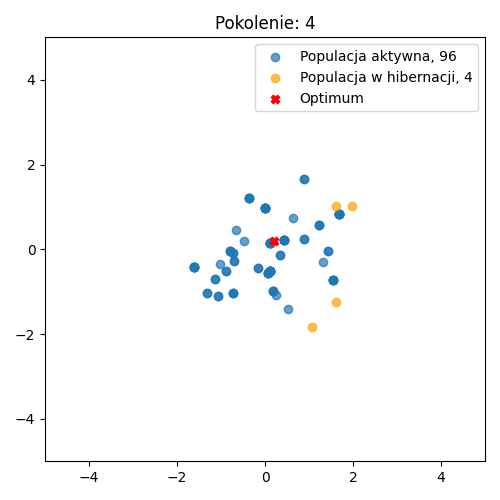 Pokolenie: 4
Populacja aktywna, 96
Populacja w hibernacji, 4
Optimum
4
2
0
−2
−4
−4
−2
0
2
4